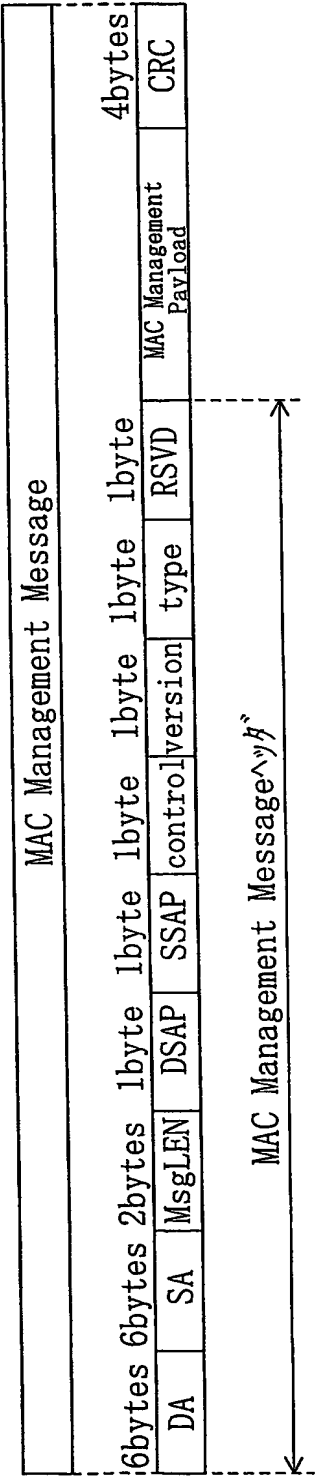 MAC Management Message
6bytes 6bytes 2bytes 1byte 1byte 1byte 1byte 1byte 1byte 4bytes
DA SA MsgLEN DSAP SSAP control version type RSVD MAC Management Payload CRC
MAC Management Messageヘッダ